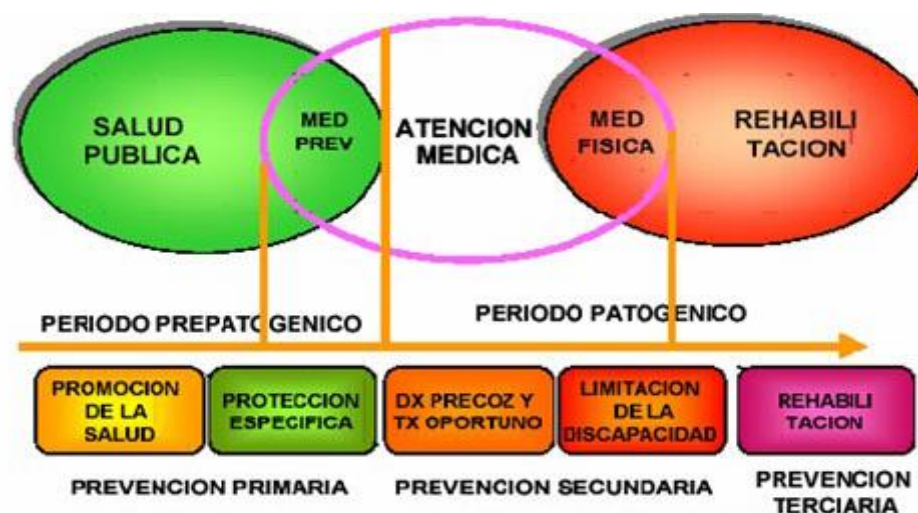 SALUD
PUBLICA
MED
PREV
ATENCION
MEDICA
MED
FISICA
REHABILI
TACION
PERIODO PREPATOGENICO
PERIODO PATOGENICO
PROMOCION
DE LA
SALUD
PROTECCION
ESPECIFICA
DX PRECOZ Y
TX OPORTUNO
LIMITACION
DE LA
DISCAPACIDAD
REHABILI
TACION
PREVENCION PRIMARIA
PREVENCION SECUNDARIA
PREVENCION
TERCIARIA